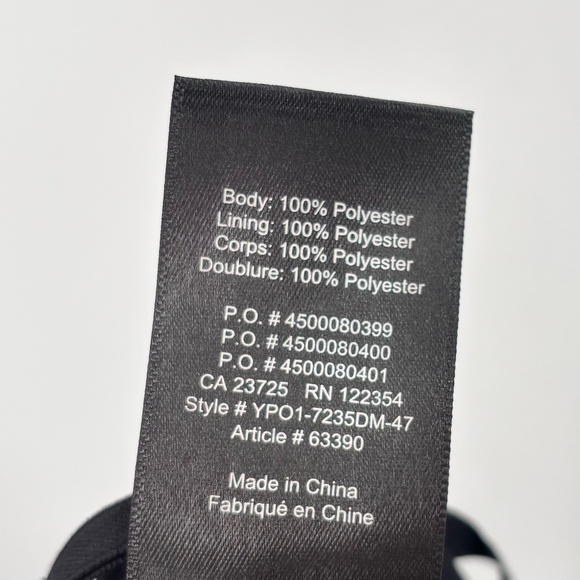 Body: 100% Polyester
Lining: 100% Polyester
Corps: 100% Polyester
Doublure: 100% Polyester
P.O. # 4500080399
P.O. # 4500080400
P.O. # 4500080401
CA 23725 RN 122354
Style # YPO1-7235DM-47
Article # 63390
Made in China
Fabriqué en Chine